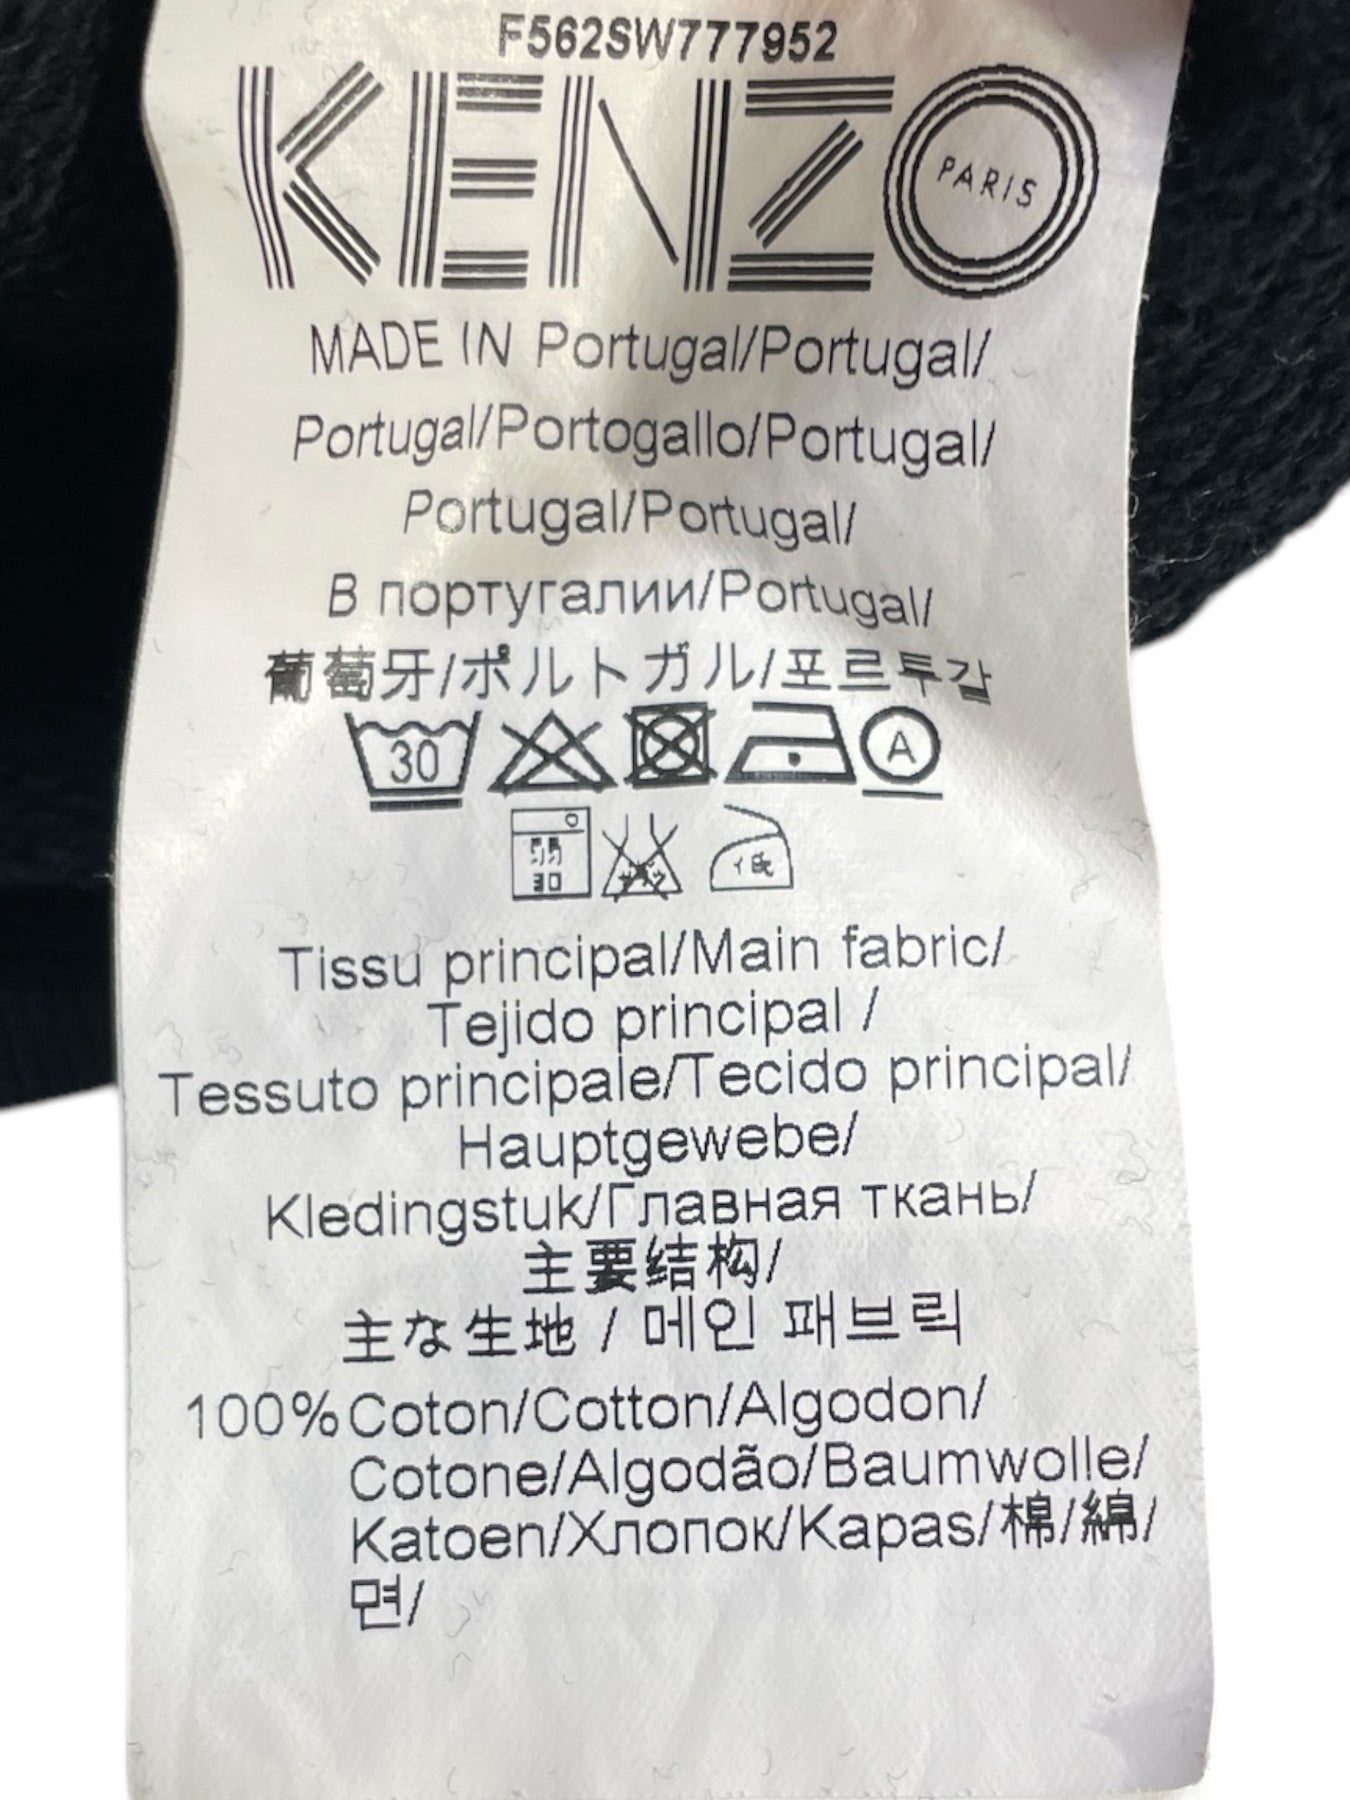 F562SW777952
KENZO
PARIS
MADE IN Portugal/Portugal/
Portugal/Portogallo/Portugal/
Portugal/Portugal/
В португалии/Portugal/
葡萄牙/ポルトガル/포르투갈
30 A
弱
30
中
Tissu principal/Main fabric/
Tejido principal /
Tessuto principale/Tecido principal/
Hauptgewebe/
Kledingstuk/Главная ткань/
主要结构/
主な生地 / 메인 패브릭
100% Coton/Cotton/Algodon/
Cotone/Algodão/Baumwolle/
Katoen/Хлопок/Kapas/棉/綿/
면/